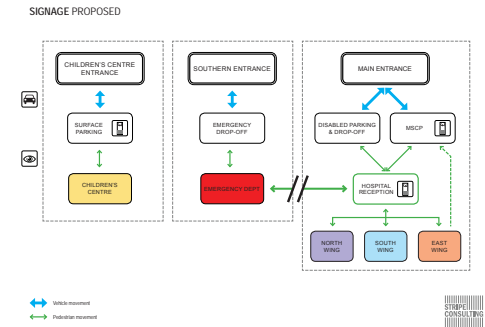 SIGNAGE PROPOSED
CHILDREN'S CENTRE
ENTRANCE
SOUTHERN ENTRANCE
MAIN ENTRANCE
SURFACE
PARKING
EMERGENCY
DROP-OFF
DISABLED PARKING
& DROP-OFF
MSCP
CHILDREN'S
CENTRE
EMERGENCY DEPT
HOSPITAL
RECEPTION
NORTH
WING
SOUTH
WING
EAST
WING
Vehicle movement
Pedestrian movement
STRIPE
CONSULTING